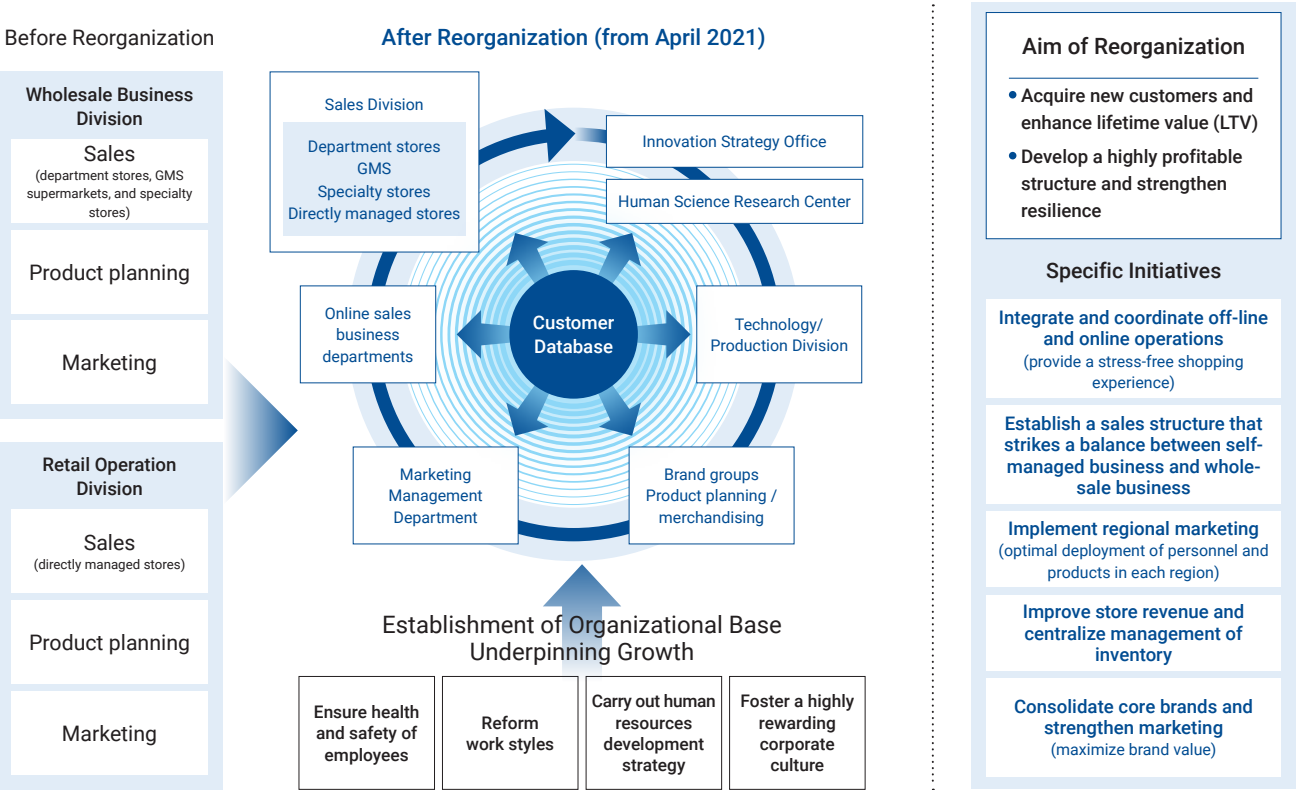 Before Reorganization
Wholesale Business
Division
Sales
(department stores, GMS
supermarkets, and specialty
stores)
Product planning
Marketing
Retail Operation
Division
Sales
(directly managed stores)
Product planning
Marketing
After Reorganization (from April 2021)
Sales Division
Department stores
GMS
Specialty stores
Directly managed stores
Innovation Strategy Office
Human Science Research Center
Online sales
business
departments
Customer
Database
Technology/
Production Division
Marketing
Management
Department
Brand groups
Product planning /
merchandising
Establishment of Organizational Base
Underpinning Growth
Ensure health
and safety of
employees
Reform
work styles
Carry out human
resources
development
strategy
Foster a highly
rewarding
corporate
culture
Aim of Reorganization
• Acquire new customers and
enhance lifetime value (LTV)
• Develop a highly profitable
structure and strengthen
resilience
Specific Initiatives
Integrate and coordinate off-line
and online operations
(provide a stress-free shopping
experience)
Establish a sales structure that
strikes a balance between self-
managed business and whole-
sale business
Implement regional marketing
(optimal deployment of personnel and
products in each region)
Improve store revenue and
centralize management of
inventory
Consolidate core brands and
strengthen marketing
(maximize brand value)